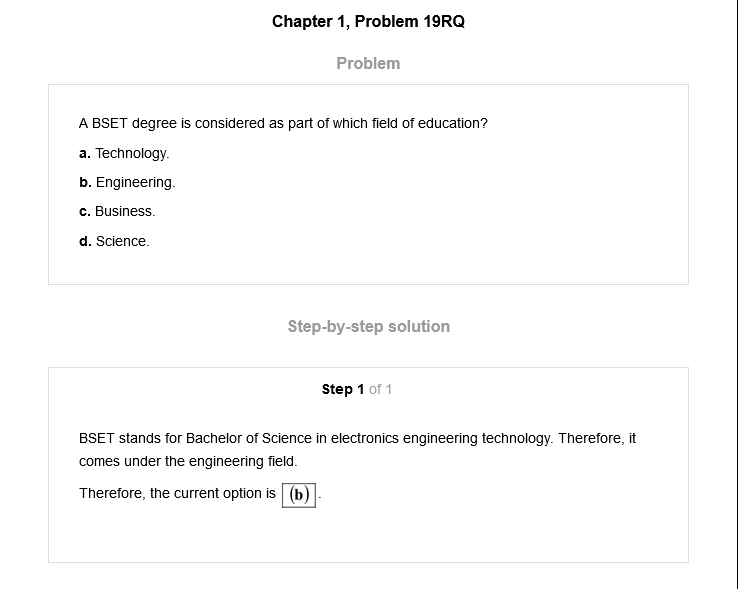 Chapter 1, Problem 19RQ
Problem
A BSET degree is considered as part of which field of education?
a. Technology.
b. Engineering.
c. Business.
d. Science.
Step-by-step solution
Step 1 of 1
BSET stands for Bachelor of Science in electronics engineering technology. Therefore, it
comes under the engineering field.
Therefore, the current option is (b).